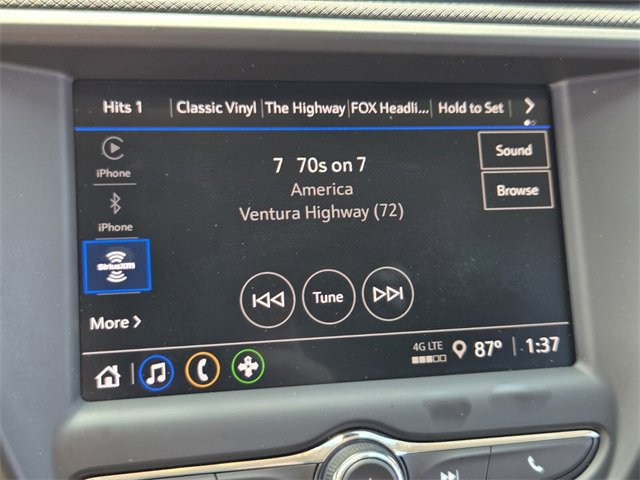 Hits 1 Classic Vinyl The Highway FOX Headli... Hold to Set
iPhone
7 70s on 7
Sound
America
Browse
iPhone
Ventura Highway (72)
SiriusXM
Tune
More
4G LTE
87° 1:37